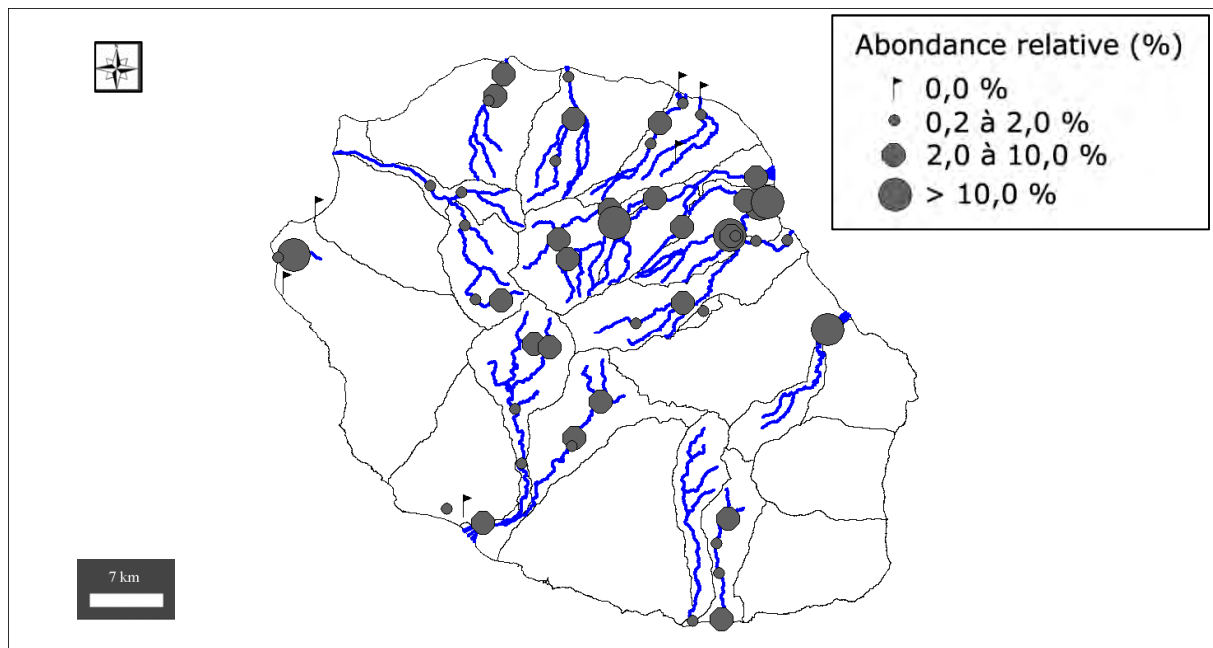 Abondance relative (%)
0,0 %
0,2 à 2,0 %
2,0 à 10,0 %
> 10,0 %
7 km